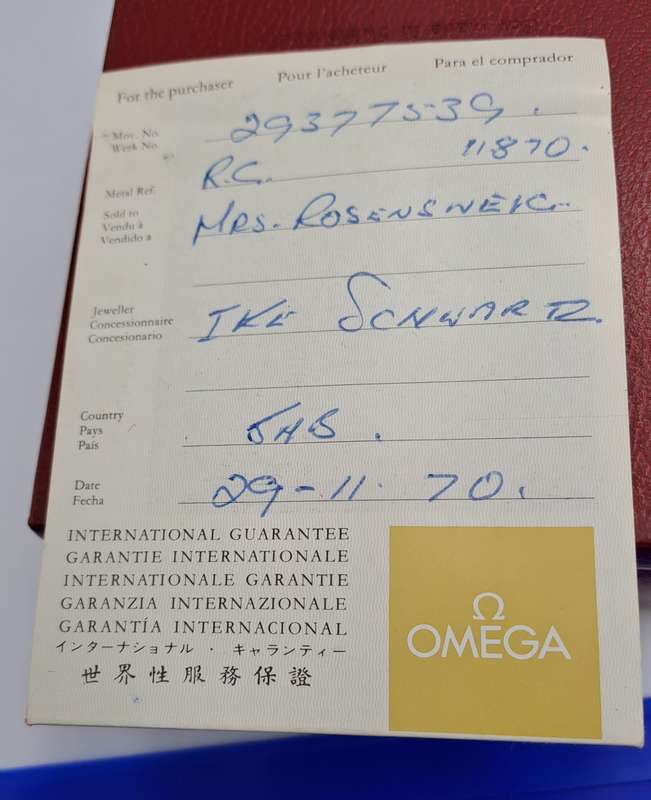 For the purchaser Pour l'acheteur Para el comprador
Mov. No. 29377539.
Work No.
Metal Ref. R.G. 11870.
Sold to MRS. ROSENSWEIG.
Vendu à
Vendido a
Jeweller IKE SCHWARTZ.
Concessionnaire
Concesionario
Country JHB.
Pays
País
Date 29-11. 70.
Fecha
INTERNATIONAL GUARANTEE
GARANTIE INTERNATIONALE
INTERNATIONALE GARANTIE
GARANZIA INTERNAZIONALE
GARANTÍA INTERNACIONAL
インターナショナル・ギャランティー
世界性服務保證
Ω
OMEGA